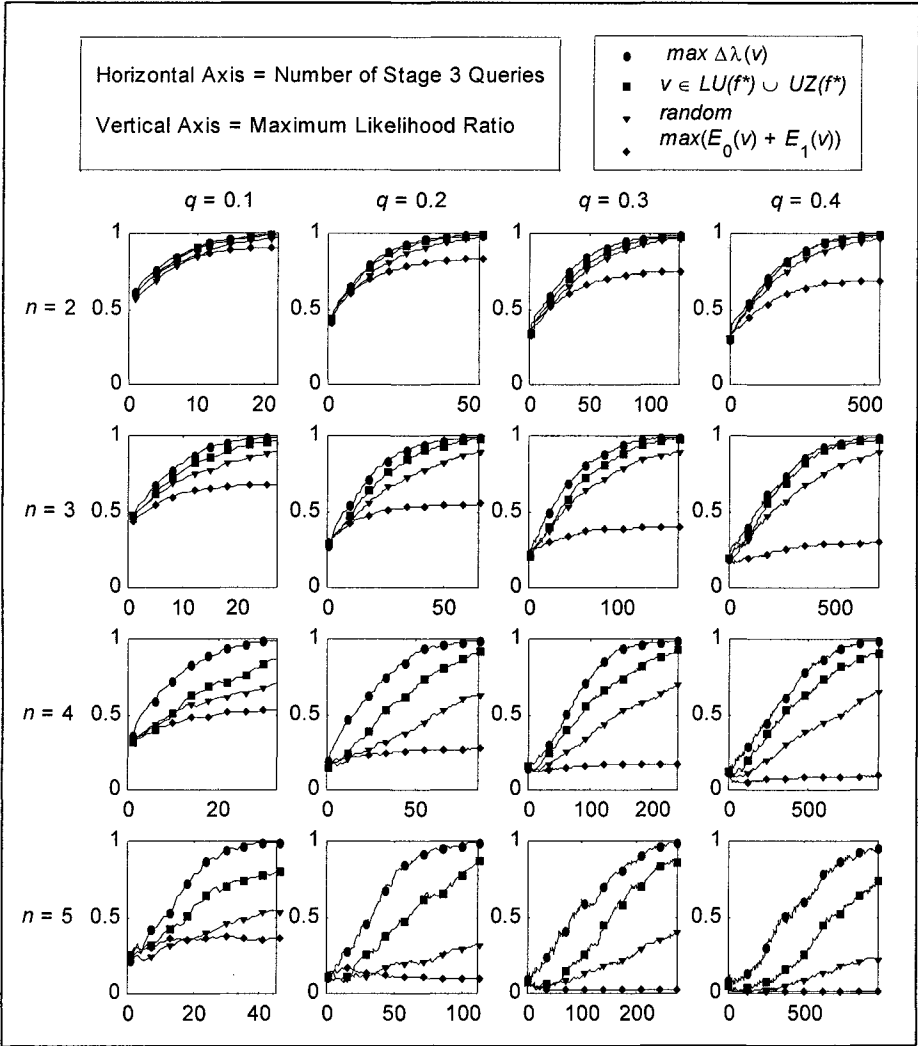 Horizontal Axis = Number of Stage 3 Queries
Vertical Axis = Maximum Likelihood Ratio
max Δλ(v)
v ∈ LU(f*) ∪ UZ(f*)
random
max(E₀(v) + E₁(v))
q = 0.1 q = 0.2 q = 0.3 q = 0.4
1 1 1 1
n = 2 0.5 0.5 0.5 0.5
0 0 0 0
0 10 20 0 50 0 50 100 0 500
1 1 1 1
n = 3 0.5 0.5 0.5 0.5
0 0 0 0
0 10 20 0 50 0 100 0 500
1 1 1 1
n = 4 0.5 0.5 0.5 0.5
0 0 0 0
20 0 50 0 100 200 0 500
1 1 1 1
n = 5 0.5 0.5 0.5 0.5
0 0 0 0
0 20 40 0 50 100 0 100 200 0 500